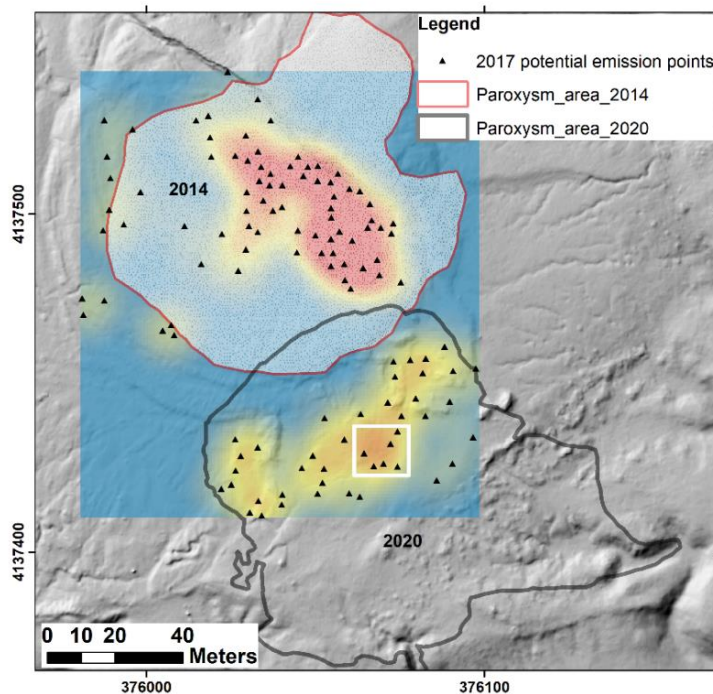 Legend
2017 potential emission points
Paroxysm_area_2014
Paroxysm_area_2020
2014
4137500
2020
4137400
0 10 20 40
Meters
376000 376100